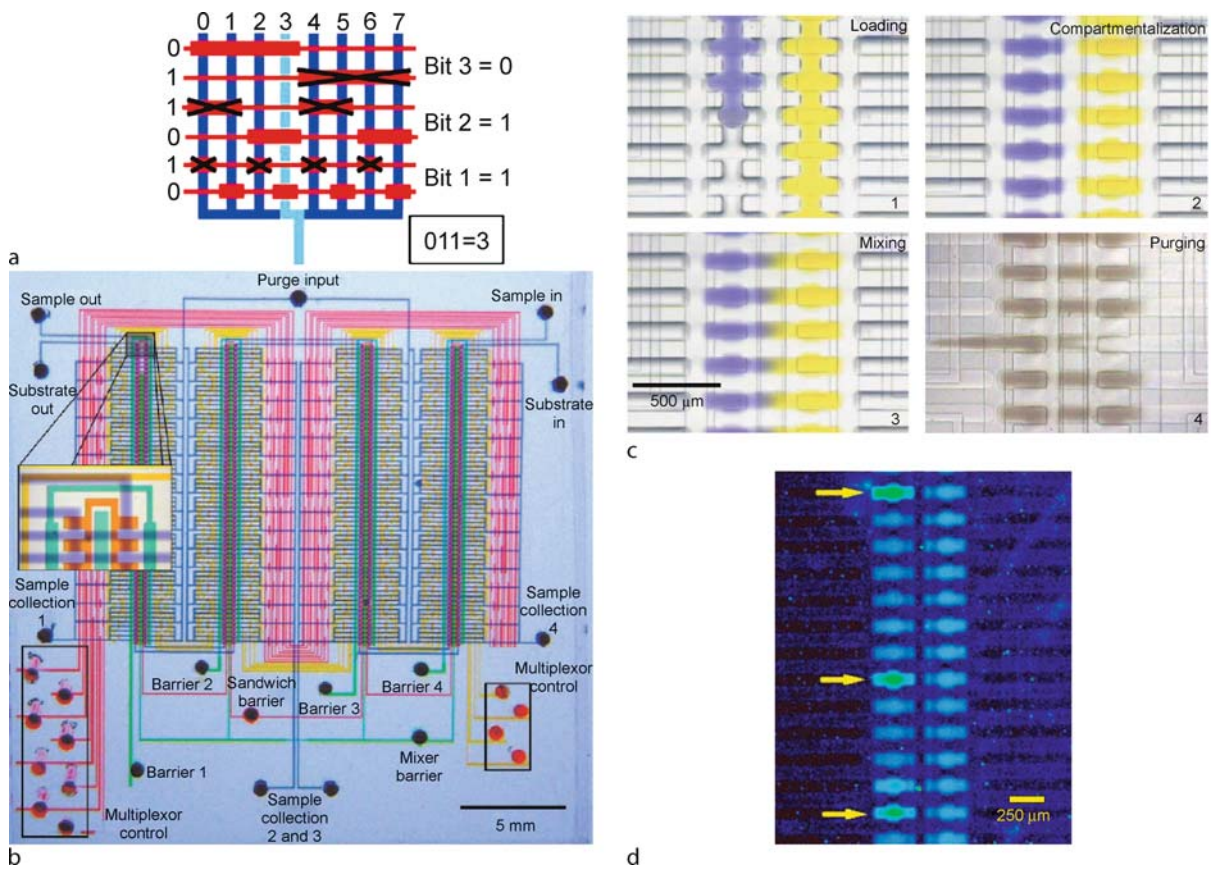 0 1 2 3 4 5 6 7
0
Bit 3 = 0
1
1
Bit 2 = 1
0
1
Bit 1 = 1
0
011=3
a
Purge input
Sample out
Sample in
Substrate
out
Substrate
in
Sample
collection
1
Sample
collection
4
Barrier 2
Sandwich
barrier
Barrier 3
Barrier 4
Multiplexor
control
Barrier 1
Mixer
barrier
Multiplexor
control
Sample
collection
2 and 3
5 mm
b
Loading
1
Compartmentalization
2
Mixing
500 μm
3
Purging
4
c
250 μm
d